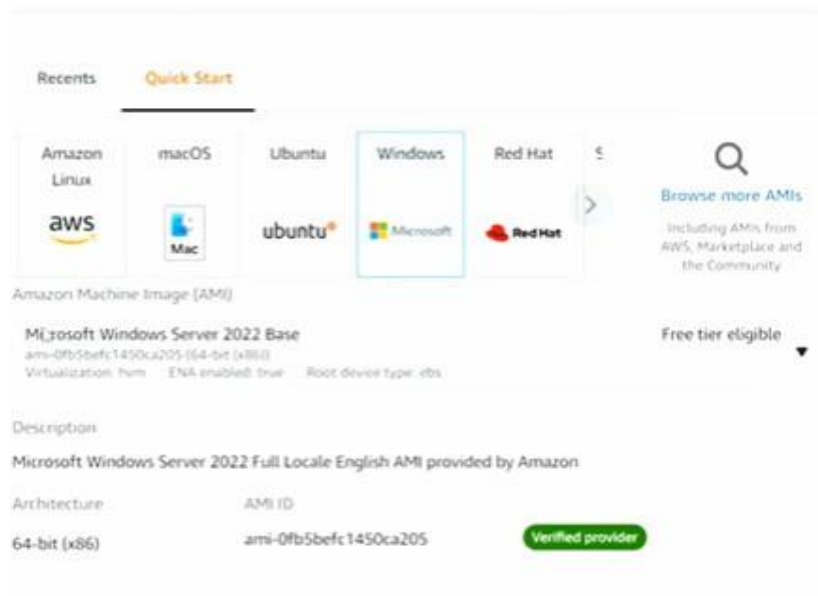 Recents
Quick Start
Amazon
Linux
aws
macOS
Mac
Ubuntu
ubuntu
Windows
Microsoft
Red Hat
Red Hat
S
Browse more AMIs
Including AMIs from
AWS, Marketplace and
the Community
Amazon Machine Image (AMI)
Microsoft Windows Server 2022 Base
Free tier eligible
ami-0fb5befc1450ca205 (64-bit (x86))
Virtualization: hvm ENA enabled: true Root device type: ebs
Description
Microsoft Windows Server 2022 Full Locale English AMI provided by Amazon
Architecture
AMI ID
64-bit (x86)
ami-0fb5befc1450ca205
Verified provider